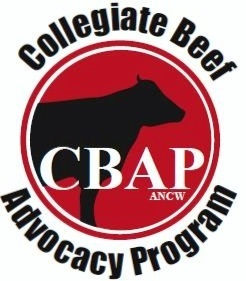 Collegiate Beef
CBAP
ANCW
Advocacy Program